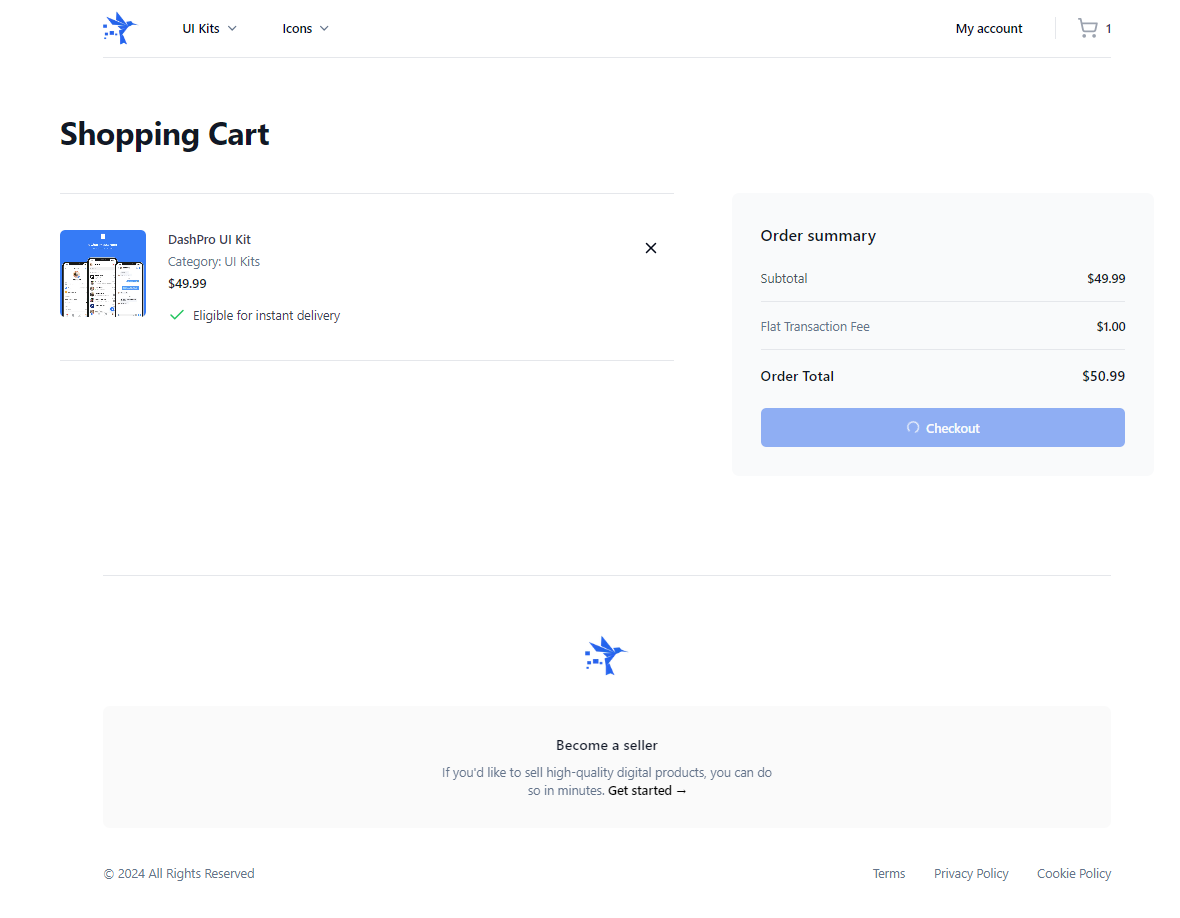 UI Kits
Icons
My account
1
Shopping Cart
DashPro UI Kit
Category: UI Kits
$49.99
Eligible for instant delivery
Order summary
Subtotal
$49.99
Flat Transaction Fee
$1.00
Order Total
$50.99
Checkout
Become a seller
If you'd like to sell high-quality digital products, you can do
so in minutes. Get started →
© 2024 All Rights Reserved
Terms
Privacy Policy
Cookie Policy